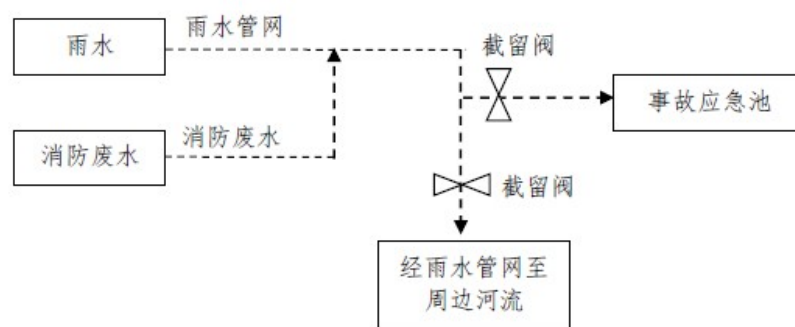 雨水
雨水管网
截留阀
事故应急池
消防废水
消防废水
截留阀
经雨水管网至
周边河流